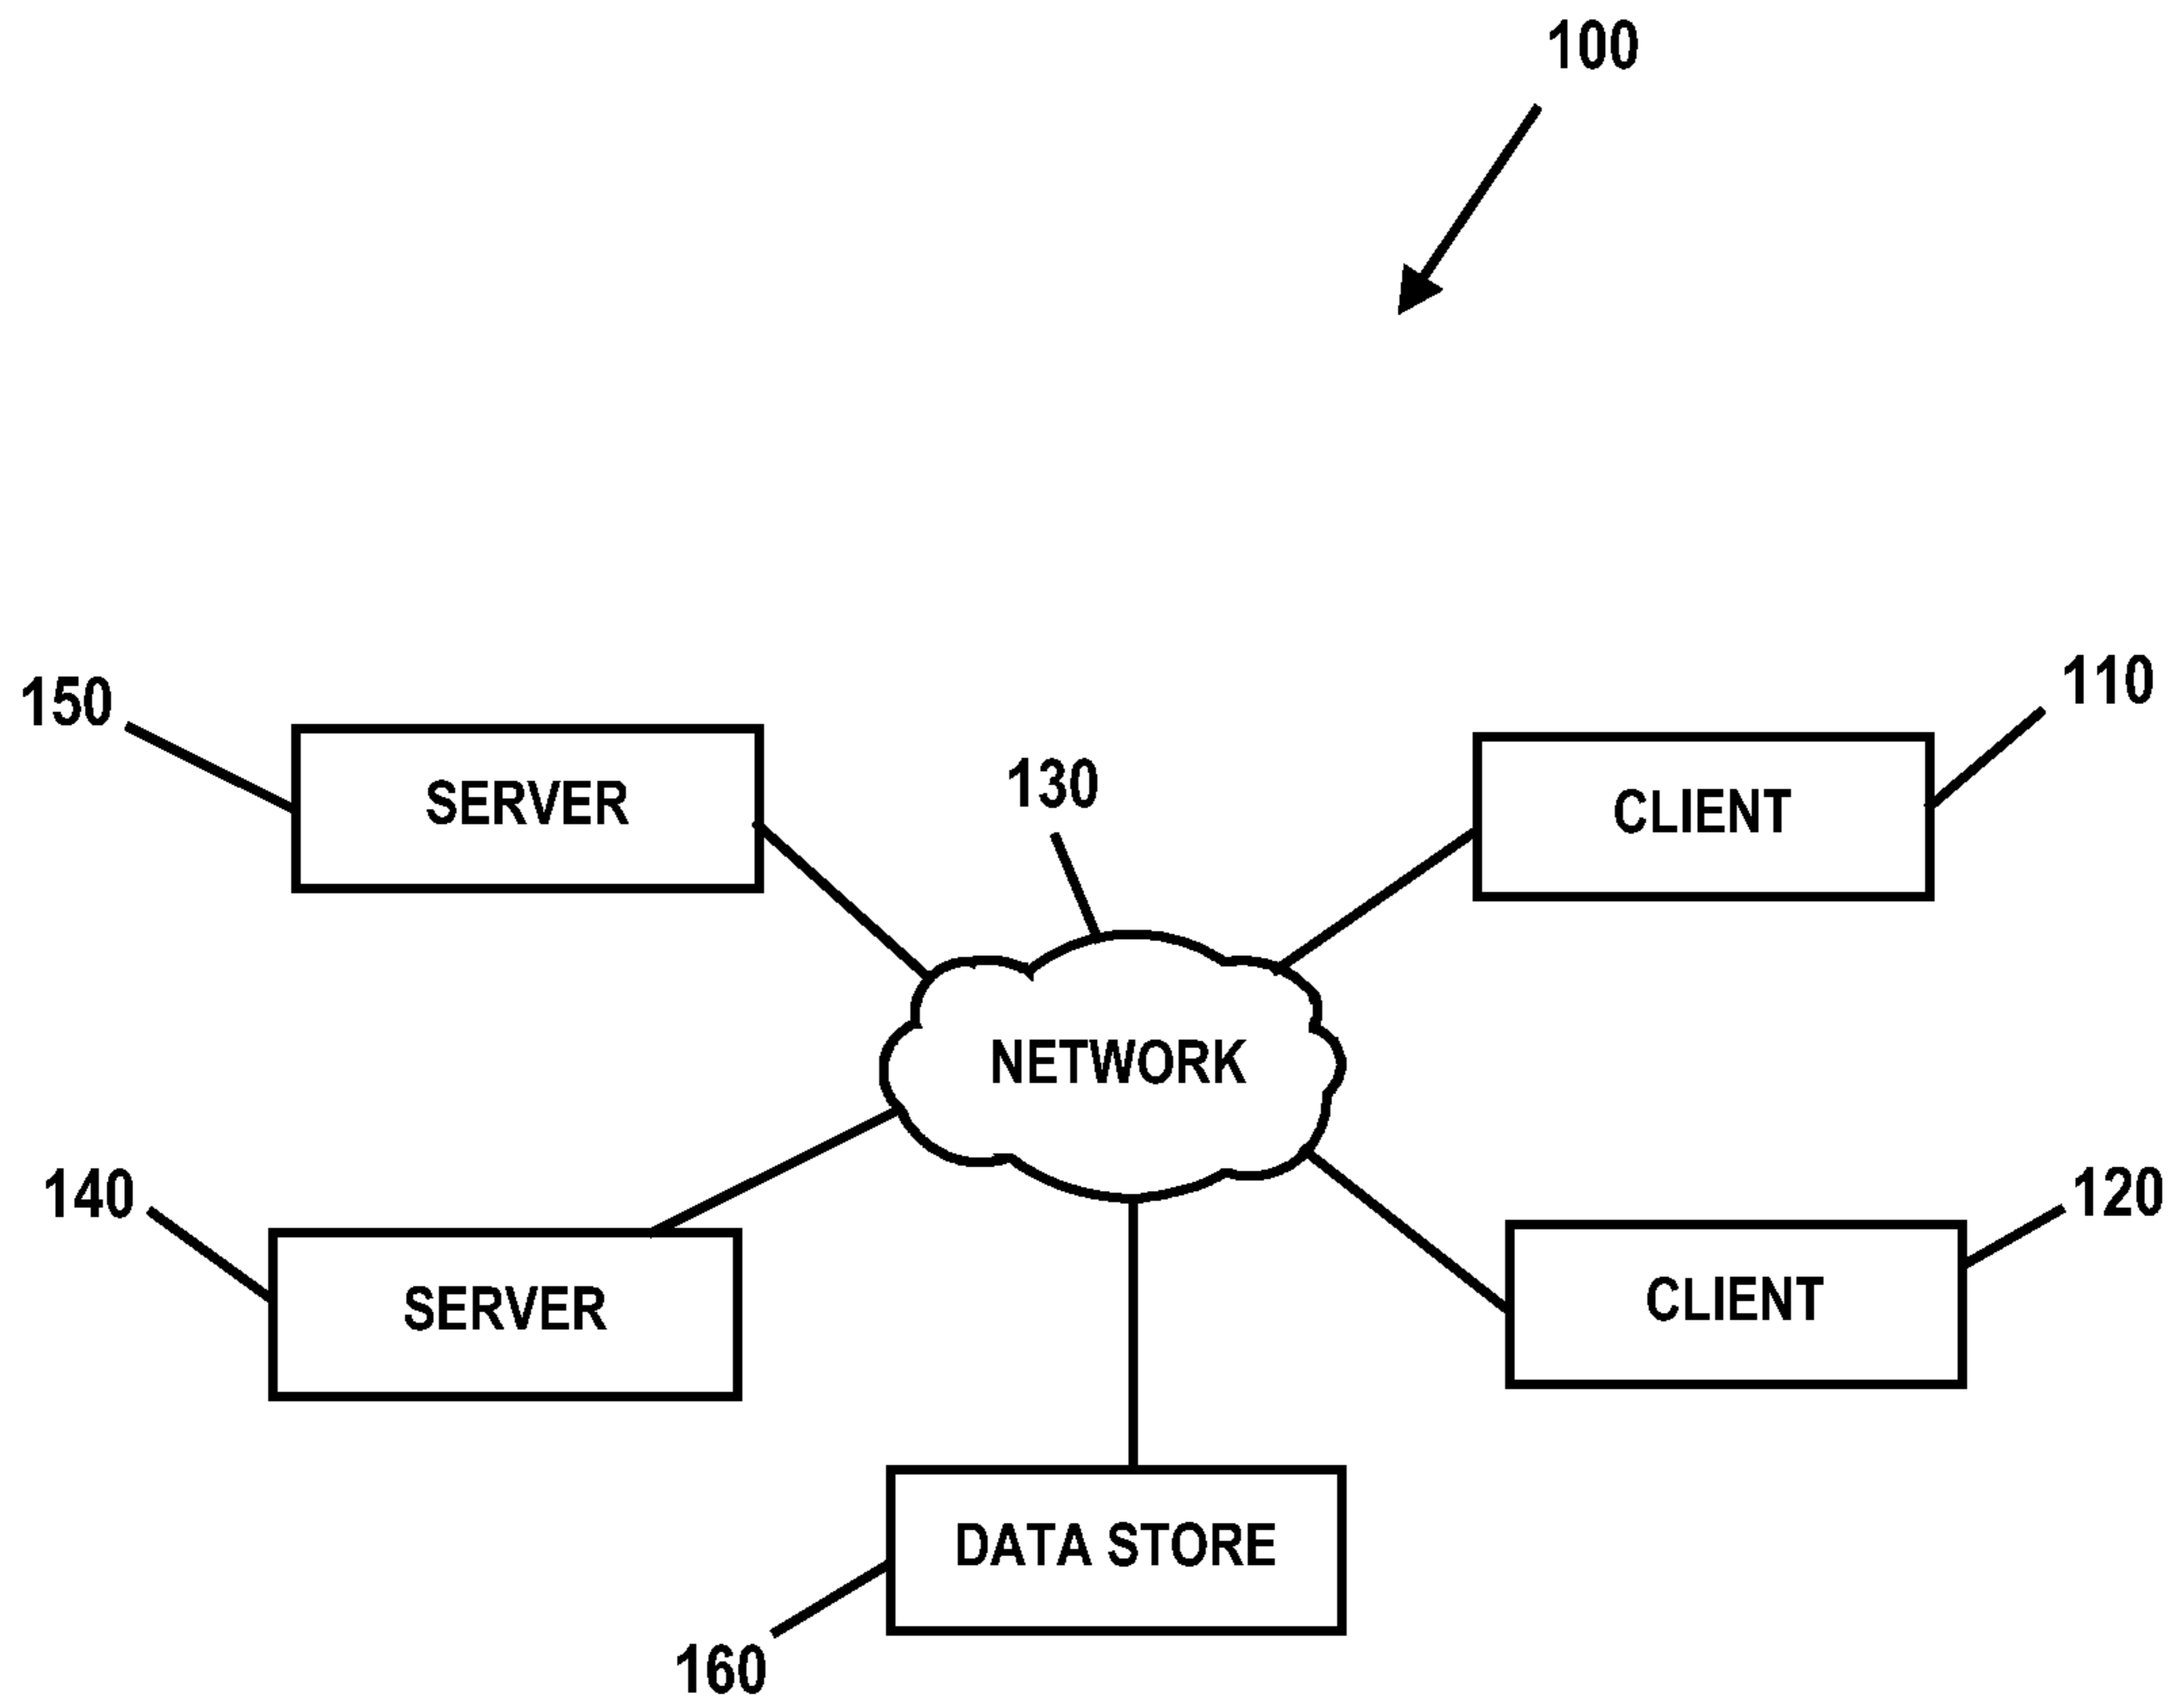 100
150
SERVER
130
CLIENT
110
NETWORK
140
SERVER
CLIENT
120
DATA STORE
160